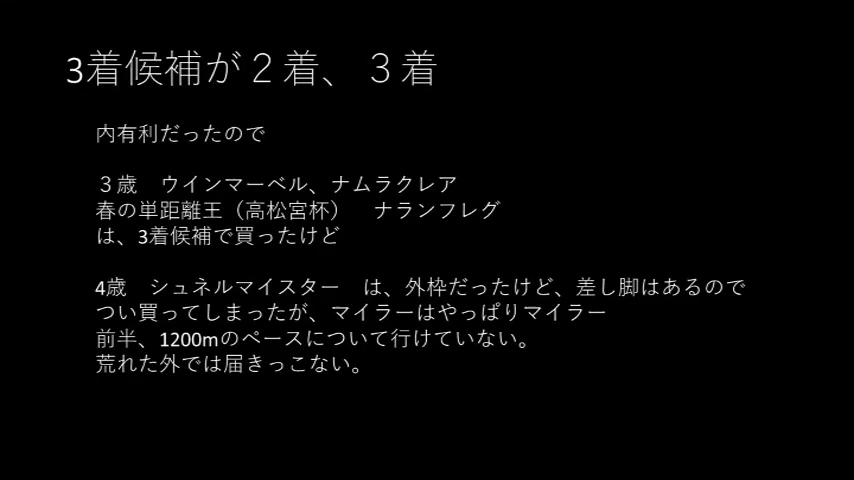 3着候補が２着、３着
内有利だったので
３歳　ウインマーベル、ナムラクレア
春の単距離王（高松宮杯）　ナランフレグ
は、3着候補で買ったけど
4歳　シュネルマイスター　は、外枠だったけど、差し脚はあるので
つい買ってしまったが、マイラーはやっぱりマイラー
前半、1200mのペースについて行けていない。
荒れた外では届きっこない。